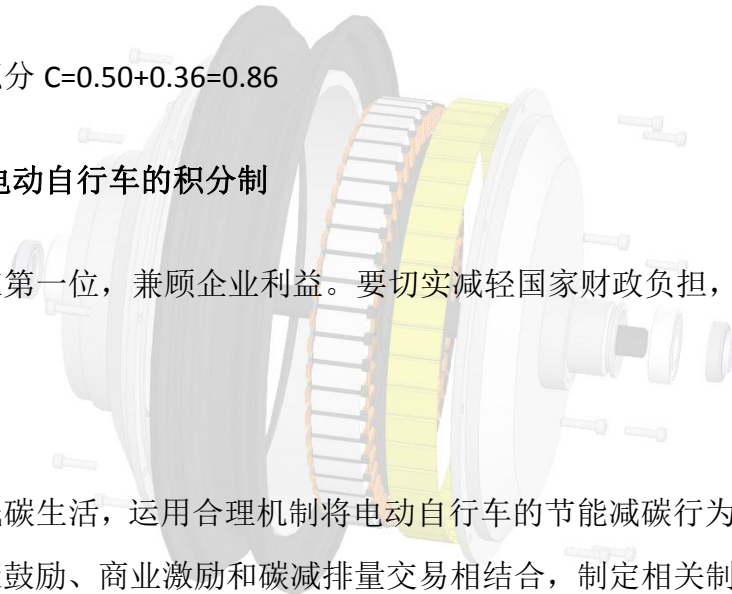 分 C=0.50+0.36=0.86
电动自行车的积分制
第一位，兼顾企业利益。要切实减轻国家财政负担，
碳生活，运用合理机制将电动自行车的节能减碳行为
鼓励、商业激励和碳减排量交易相结合，制定相关制